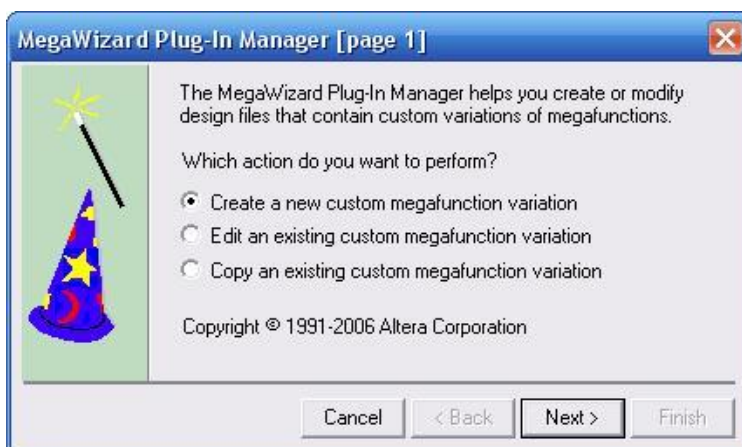 MegaWizard Plug-In Manager [page 1]
The MegaWizard Plug-In Manager helps you create or modify
design files that contain custom variations of megafunctions.
Which action do you want to perform?
Create a new custom megafunction variation
Edit an existing custom megafunction variation
Copy an existing custom megafunction variation
Copyright © 1991-2006 Altera Corporation
Cancel < Back Next > Finish